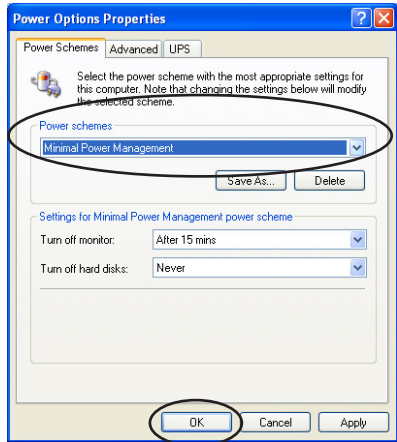 Power Options Properties
Power Schemes Advanced UPS
Select the power scheme with the most appropriate settings for
this computer. Note that changing the settings below will modify
the selected scheme.
Power schemes
Minimal Power Management
Save As... Delete
Settings for Minimal Power Management power scheme
Turn off monitor: After 15 mins
Turn off hard disks: Never
OK Cancel Apply